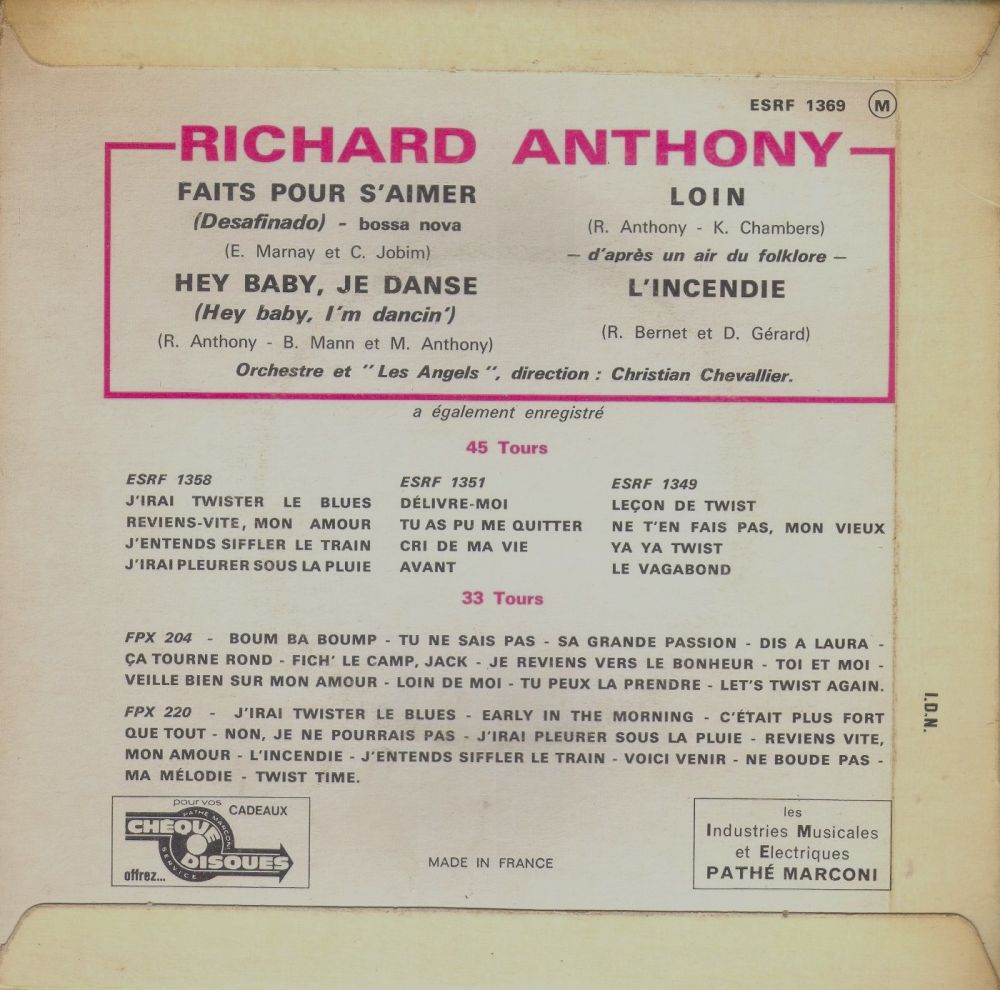 ESRF 1369 M
RICHARD ANTHONY
FAITS POUR S'AIMER
(Desafinado) - bossa nova
(E. Marnay et C. Jobim)
HEY BABY, JE DANSE
(Hey baby, I'm dancin')
(R. Anthony - B. Mann et M. Anthony)
LOIN
(R. Anthony - K. Chambers)
— d'après un air du folklore —
L'INCENDIE
(R. Bernet et D. Gérard)
Orchestre et "Les Angels", direction : Christian Chevallier.
a également enregistré
45 Tours
ESRF 1358
J'IRAI TWISTER LE BLUES
REVIENS-VITE, MON AMOUR
J'ENTENDS SIFFLER LE TRAIN
J'IRAI PLEURER SOUS LA PLUIE
ESRF 1351
DÉLIVRE-MOI
TU AS PU ME QUITTER
CRI DE MA VIE
AVANT
ESRF 1349
LEÇON DE TWIST
NE T'EN FAIS PAS, MON VIEUX
YA YA TWIST
LE VAGABOND
33 Tours
FPX 204 - BOUM BA BOUMP - TU NE SAIS PAS - SA GRANDE PASSION - DIS A LAURA -
ÇA TOURNE ROND - FICH' LE CAMP, JACK - JE REVIENS VERS LE BONHEUR - TOI ET MOI -
VEILLE BIEN SUR MON AMOUR - LOIN DE MOI - TU PEUX LA PRENDRE - LET'S TWIST AGAIN.
FPX 220 - J'IRAI TWISTER LE BLUES - EARLY IN THE MORNING - C'ÉTAIT PLUS FORT
QUE TOUT - NON, JE NE POURRAIS PAS - J'IRAI PLEURER SOUS LA PLUIE - REVIENS VITE,
MON AMOUR - L'INCENDIE - J'ENTENDS SIFFLER LE TRAIN - VOICI VENIR - NE BOUDE PAS -
MA MÉLODIE - TWIST TIME.
I.D.N.
pour vos CADEAUX
PATHÉ MARCONI
CHÈQUE
DISQUES
SERVICE
offrez...
MADE IN FRANCE
les
Industries Musicales
et Electriques
PATHÉ MARCONI